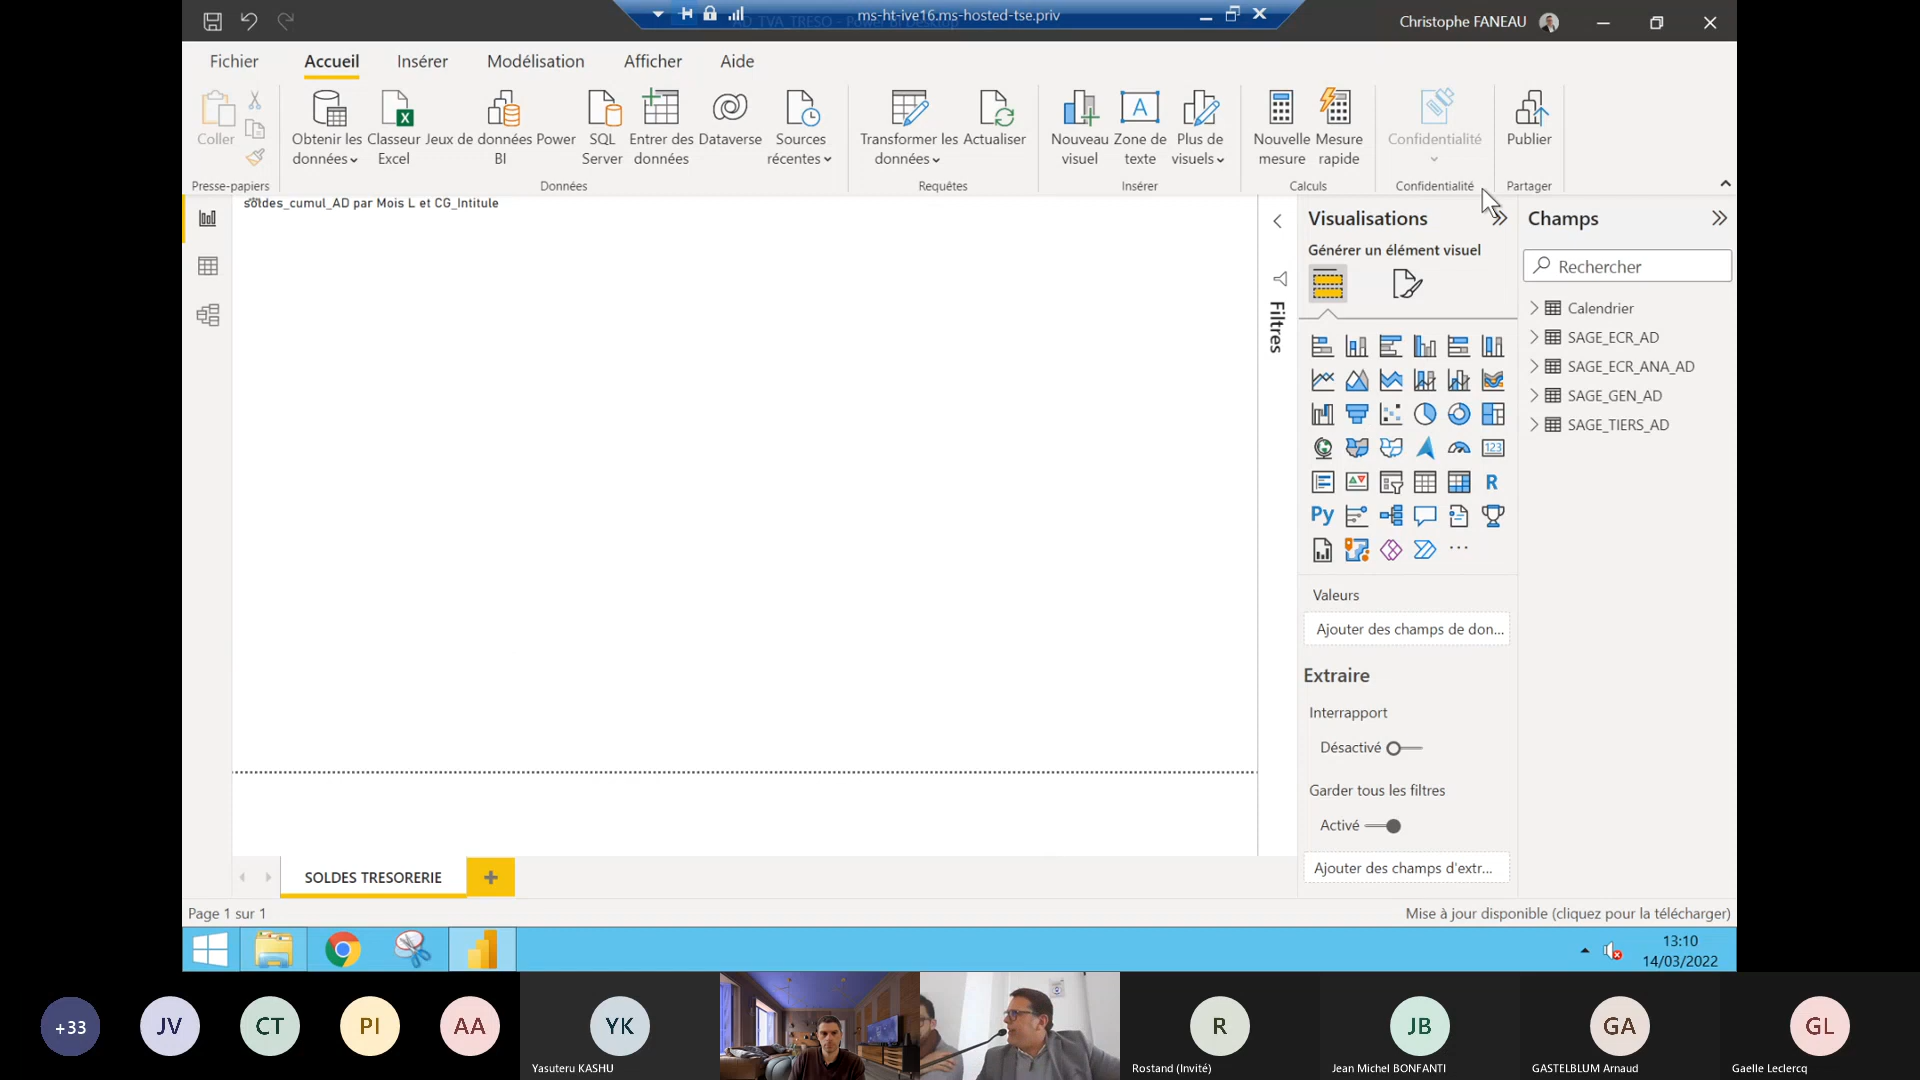 ms-ht-ive16.ms-hosted-tse.priv
Christophe FANEAU
Fichier
Accueil
Insérer
Modélisation
Afficher
Aide
Coller
Obtenir les données
Classeur Excel
Jeux de données Power BI
SQL Server
Entrer des données
Dataverse
Sources récentes
Transformer les données
Actualiser
Nouveau visuel
Zone de texte
Plus de visuels
Nouvelle mesure
Mesure rapide
Confidentialité
Publier
Presse-papiers
Données
Requêtes
Insérer
Calculs
Confidentialité
Partager
soldes_cumul_AD par Mois L et CG_Intitule
Filtres
Visualisations
Générer un élément visuel
123
R
Py
Valeurs
Ajouter des champs de don...
Extraire
Interrapport
Désactivé
Garder tous les filtres
Activé
Ajouter des champs d'extr...
Champs
Rechercher
Calendrier
SAGE_ECR_AD
SAGE_ECR_ANA_AD
SAGE_GEN_AD
SAGE_TIERS_AD
SOLDES TRESORERIE
Page 1 sur 1
Mise à jour disponible (cliquez pour la télécharger)
13:10
14/03/2022
+33
JV
CT
PI
AA
YK
Yasuteru KASHU
R
Rostand (Invité)
JB
Jean Michel BONFANTI
GA
GASTELBLUM Arnaud
GL
Gaelle Leclercq